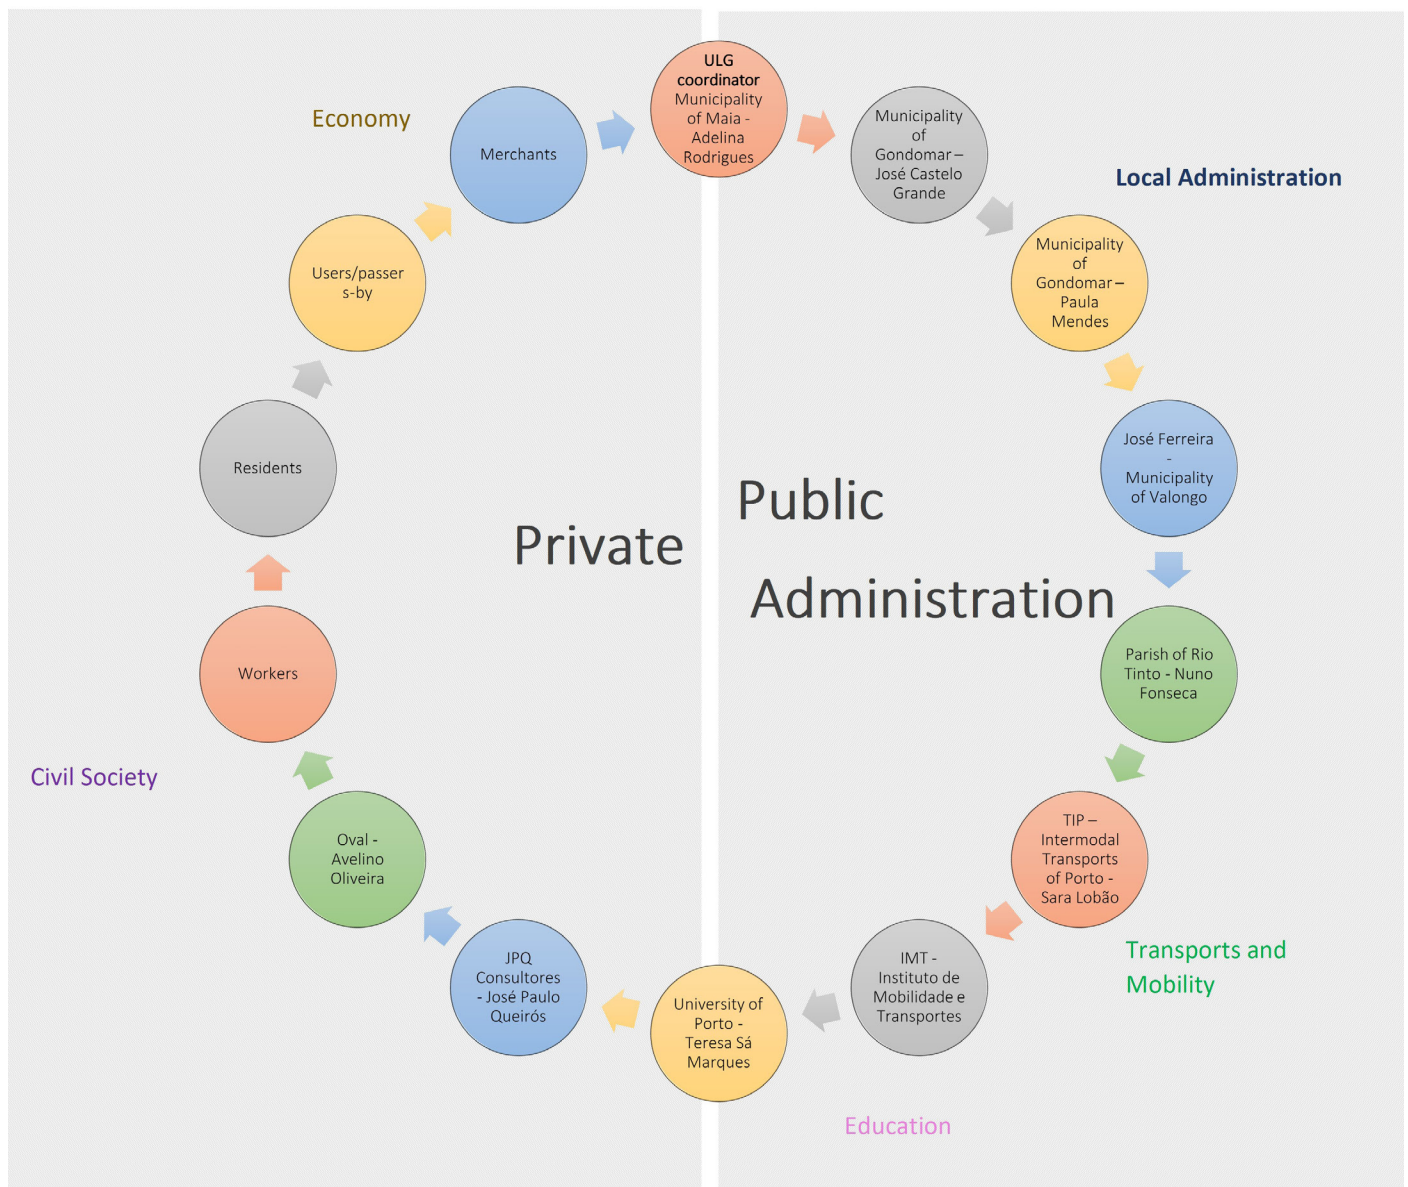 ULG
coordinator
Municipality
of Maia -
Adelina
Rodrigues
Municipality
of
Gondomar –
José Castelo
Grande
Local Administration
Municipality
of
Gondomar –
Paula
Mendes
José Ferreira
-
Municipality
of Valongo
Public
Administration
Parish of Rio
Tinto - Nuno
Fonseca
TIP –
Intermodal
Transports
of Porto -
Sara Lobão
Transports and
Mobility
IMT -
Instituto de
Mobilidade e
Transportes
Education
University of
Porto -
Teresa Sá
Marques
JPQ
Consultores
- José Paulo
Queirós
Oval -
Avelino
Oliveira
Civil Society
Workers
Private
Residents
Users/passer
s-by
Economy
Merchants